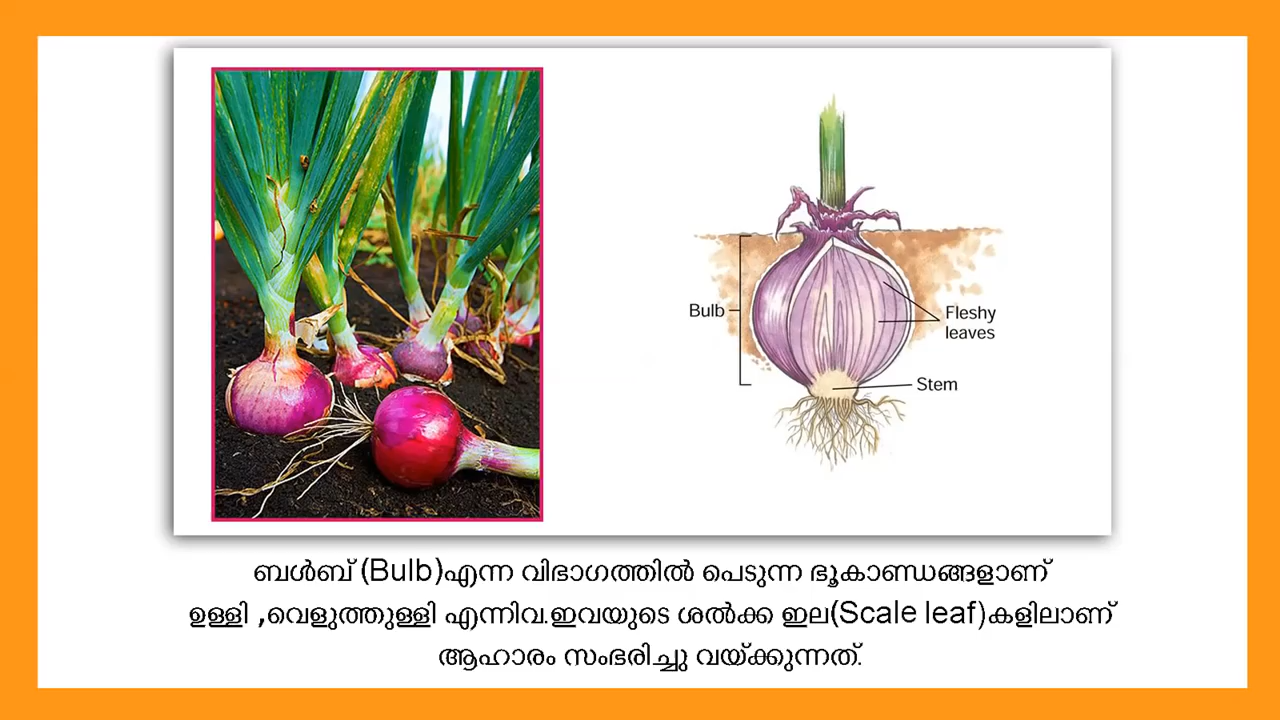 Bulb
Fleshy
leaves
Stem
ബൾബ് (Bulb)എന്ന വിഭാഗത്തിൽ പെടുന്ന ഭൂകാണ്ഡങ്ങളാണ്
ഉള്ളി ,വെളുത്തുള്ളി എന്നിവ.ഇവയുടെ ശൽക്ക ഇല(Scale leaf)കളിലാണ്
ആഹാരം സംഭരിച്ചു വയ്ക്കുന്നത്.